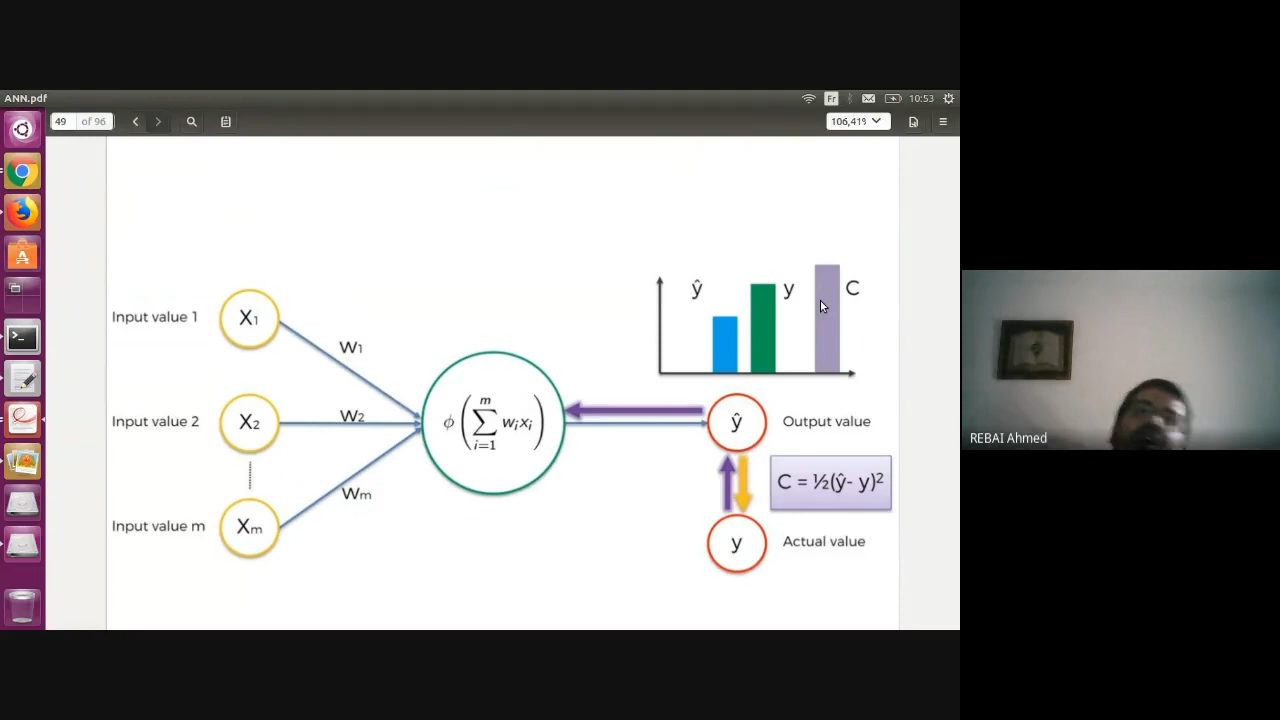 ANN.pdf
Fr
10:53
49 of 96
106,41%
ŷ
y
C
Input value 1
X1
W1
Input value 2
X2
W2
ϕ ( m ∑ i=1 wixi )
ŷ
Output value
C = ½(ŷ- y)2
Wm
Input value m
Xm
y
Actual value
REBAI Ahmed